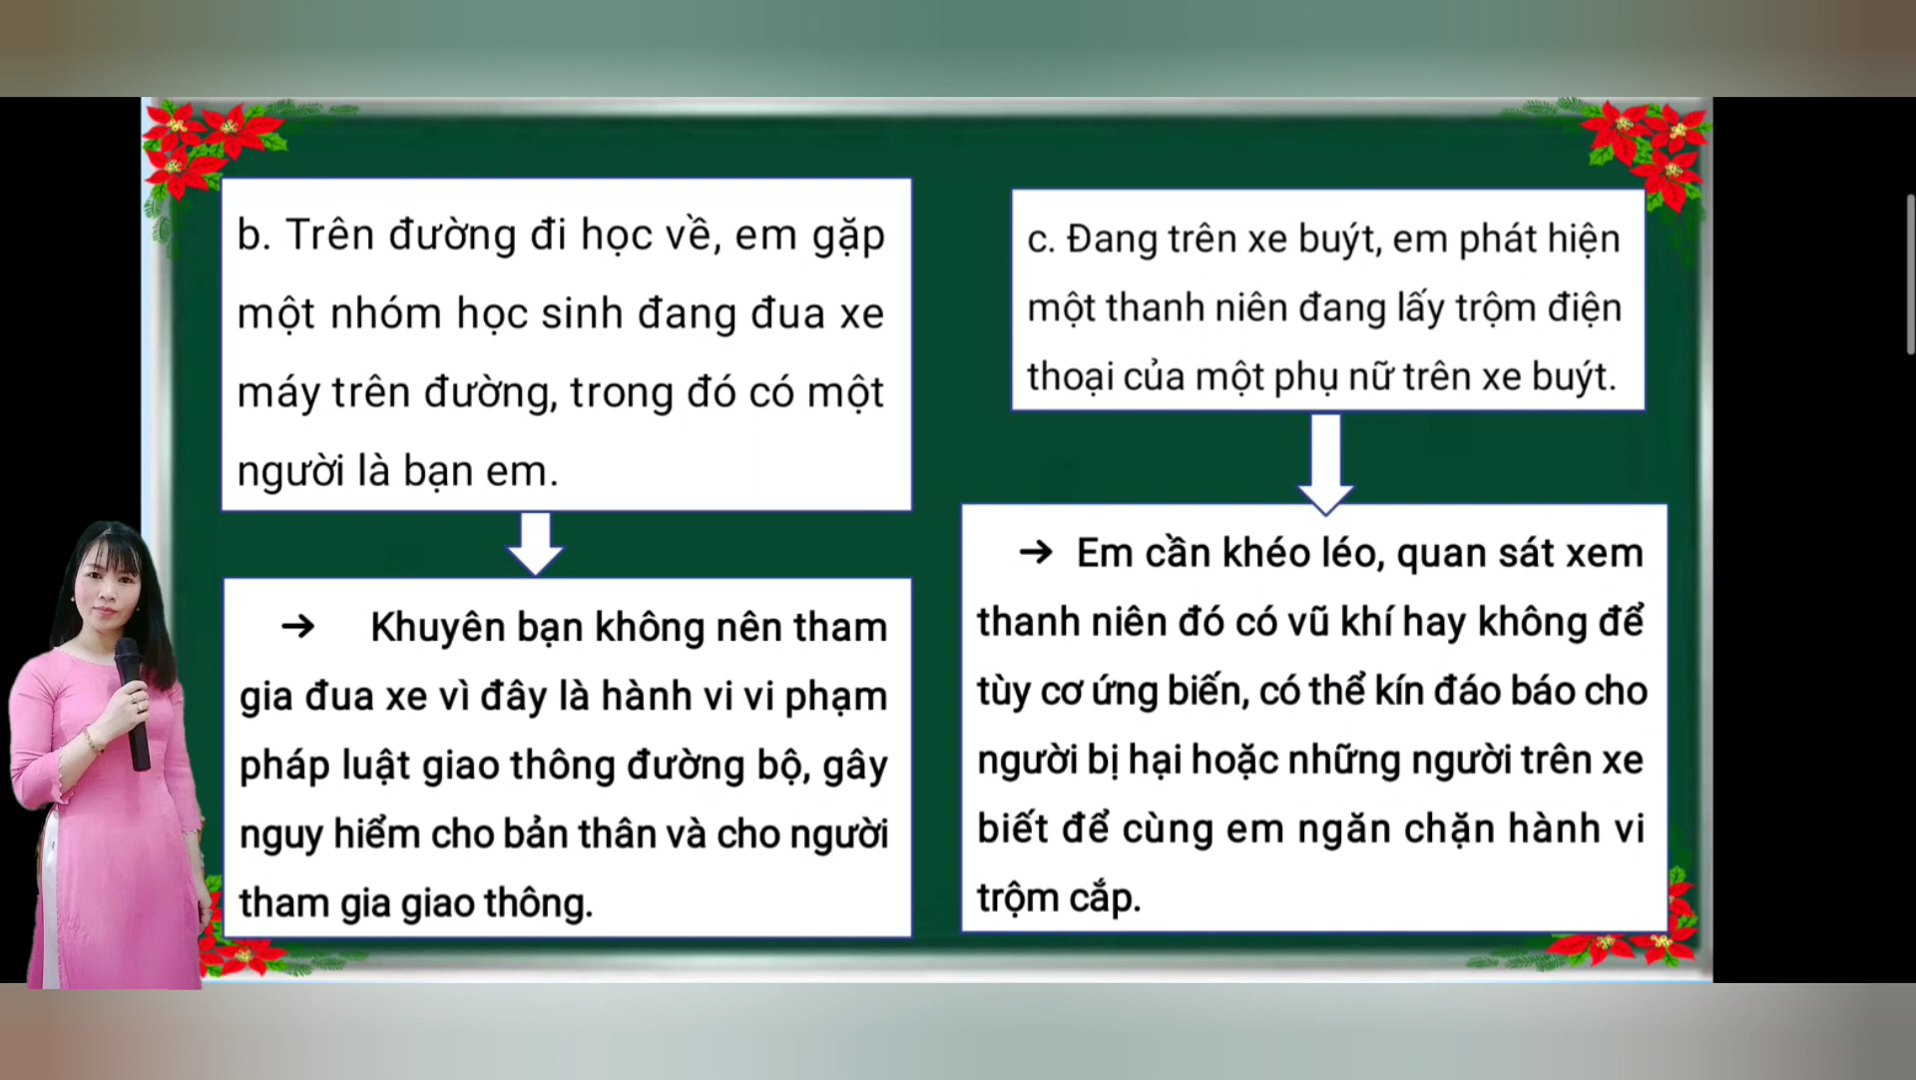 b. Trên đường đi học về, em gặp
một nhóm học sinh đang đua xe
máy trên đường, trong đó có một
người là bạn em.
➔ Khuyên bạn không nên tham
gia đua xe vì đây là hành vi vi phạm
pháp luật giao thông đường bộ, gây
nguy hiểm cho bản thân và cho người
tham gia giao thông.
c. Đang trên xe buýt, em phát hiện
một thanh niên đang lấy trộm điện
thoại của một phụ nữ trên xe buýt.
➔ Em cần khéo léo, quan sát xem
thanh niên đó có vũ khí hay không để
tùy cơ ứng biến, có thể kín đáo báo cho
người bị hại hoặc những người trên xe
biết để cùng em ngăn chặn hành vi
trộm cắp.